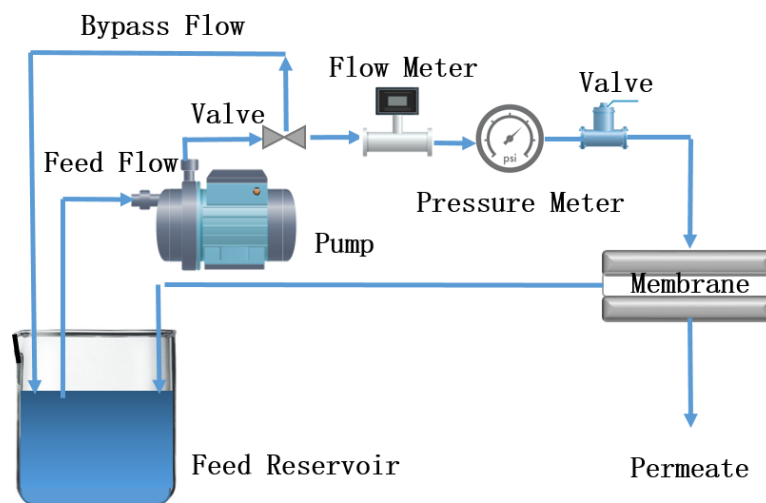 Bypass Flow
Flow Meter
Valve
Valve
Feed Flow
psi
Pressure Meter
Pump
Membrane
Feed Reservoir
Permeate